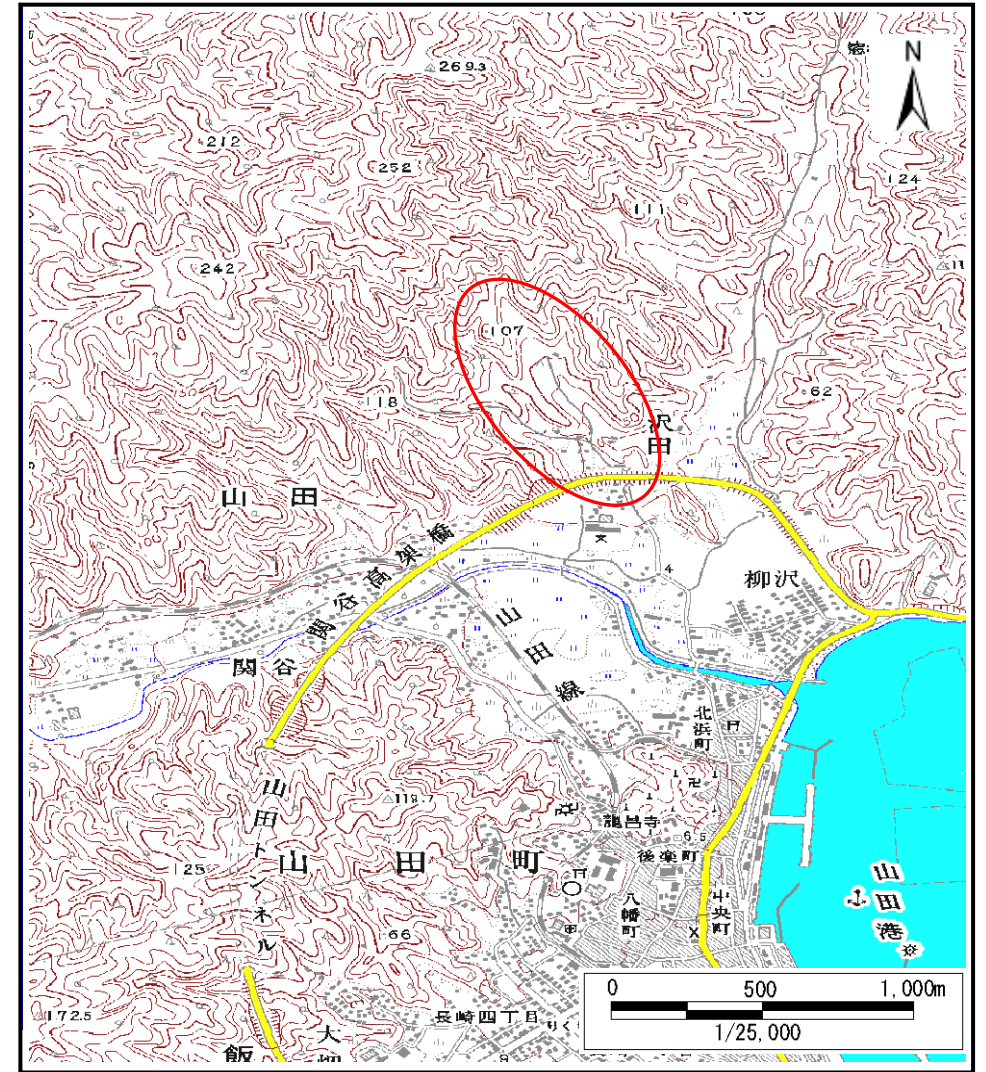 N
269.3
212
252
124
111
242
107
62
118
沢田
山田
関谷高架橋
4
柳沢
山田線
関谷
北浜町
山田トンネル
119.7
龍昌寺
6.5
後楽町
125
山田町
八幡町
中央町
山田港
66
172.5
長崎四丁目
飯
0 500 1,000m
1/25,000